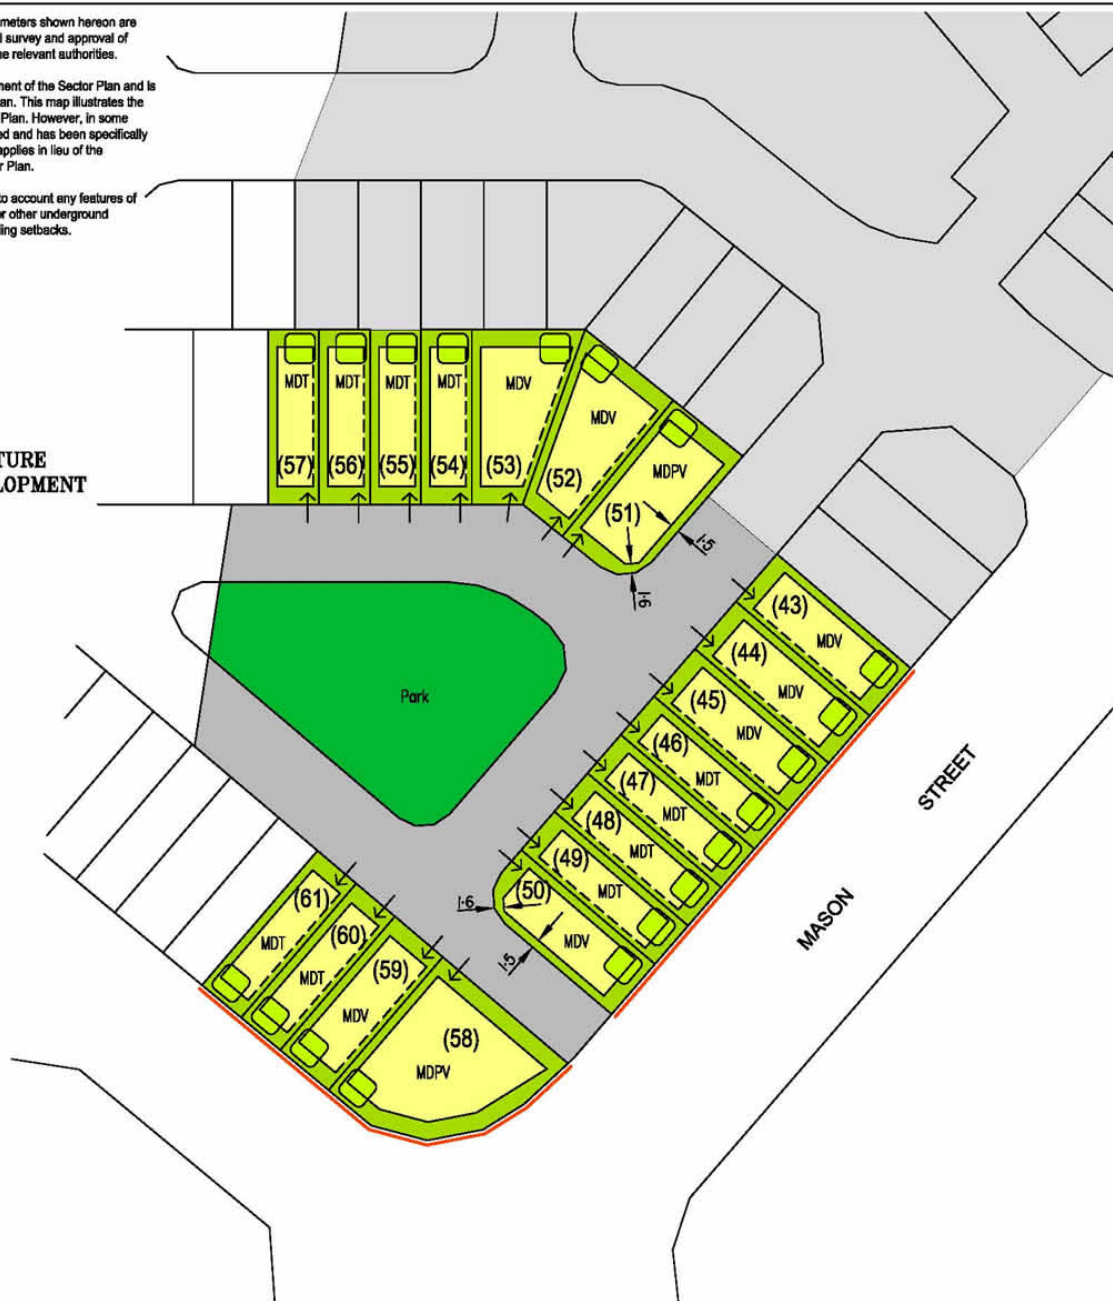 meters shown hereon are
survey and approval of
relevant authorities.
ment of the Sector Plan and is
an. This map illustrates the
Plan. However, in some
ed and has been specifically
applies in lieu of the
r Plan.
to account any features of
or other underground
ling setbacks.
TURE
LOPMENT
MDT
MDT
MDT
MDT
MDV
MDV
MDPV
(57)
(56)
(55)
(54)
(53)
(52)
(51)
1·5
1·6
(43)
MDV
(44)
MDV
(45)
MDV
(46)
MDT
(47)
MDT
(48)
MDT
(49)
MDT
(50)
MDV
1·6
1·5
Park
(61)
MDT
(60)
MDT
(59)
MDV
(58)
MDPV
MASON STREET